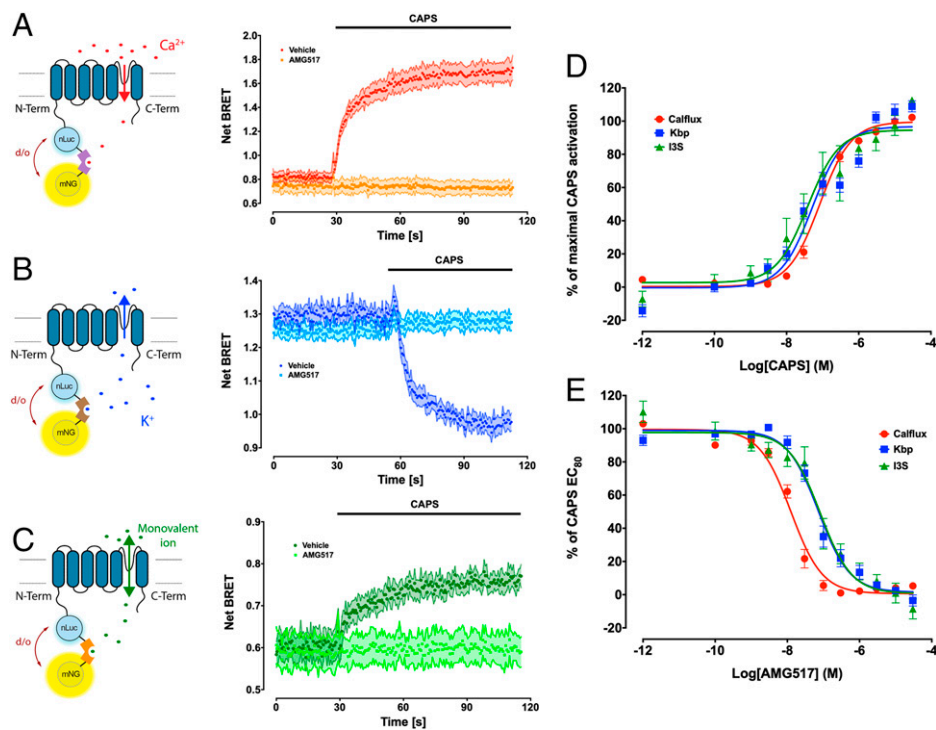 A
Ca2+
N-Term
C-Term
nLuc
d/o
mNG
CAPS
Vehicle
AMG517
Net BRET
2.0
1.8
1.6
1.4
1.2
1.0
0.8
0.6
0 30 60 90 120
Time [s]
B
N-Term
C-Term
nLuc
d/o
mNG
K+
CAPS
Vehicle
AMG517
Net BRET
1.4
1.3
1.2
1.1
1.0
0.9
0 30 60 90 120
Time [s]
C
Monovalent
ion
N-Term
C-Term
nLuc
d/o
mNG
CAPS
Vehicle
AMG517
Net BRET
0.9
0.8
0.7
0.6
0.5
0 30 60 90 120
Time [s]
D
Calflux
Kbp
I3S
% of maximal CAPS activation
120
100
80
60
40
20
0
-20
-12 -10 -8 -6 -4
Log[CAPS] (M)
E
Calflux
Kbp
I3S
% of CAPS EC80
120
100
80
60
40
20
0
-20
-12 -10 -8 -6 -4
Log[AMG517] (M)